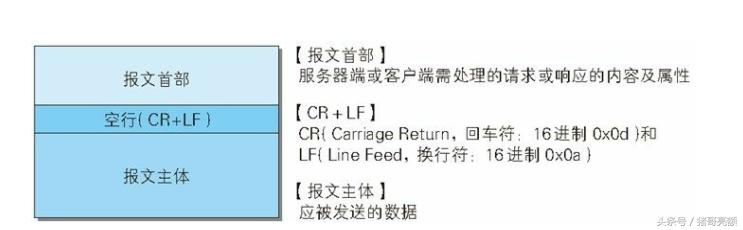 报文首部
空行(CR+LF)
报文主体
【报文首部】
服务器端或客户端需处理的请求或响应的内容及属性
【CR+LF】
CR(Carriage Return，回车符：16进制 0x0d)和
LF(Line Feed，换行符：16进制 0x0a)
【报文主体】
应被发送的数据
头条号／猪哥亮颜